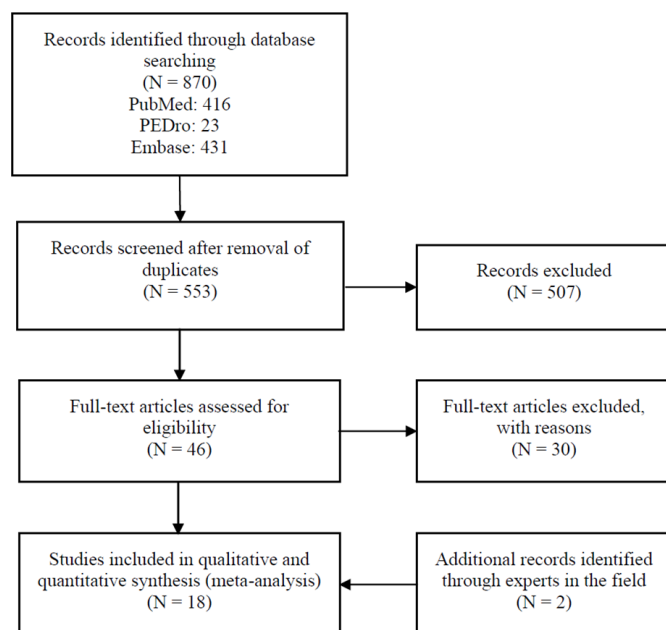 Records identified through database
searching
(N = 870)
PubMed: 416
PEDro: 23
Embase: 431
Records screened after removal of
duplicates
(N = 553)
Records excluded
(N = 507)
Full-text articles assessed for
eligibility
(N = 46)
Full-text articles excluded,
with reasons
(N = 30)
Studies included in qualitative and
quantitative synthesis (meta-analysis)
(N = 18)
Additional records identified
through experts in the field
(N = 2)